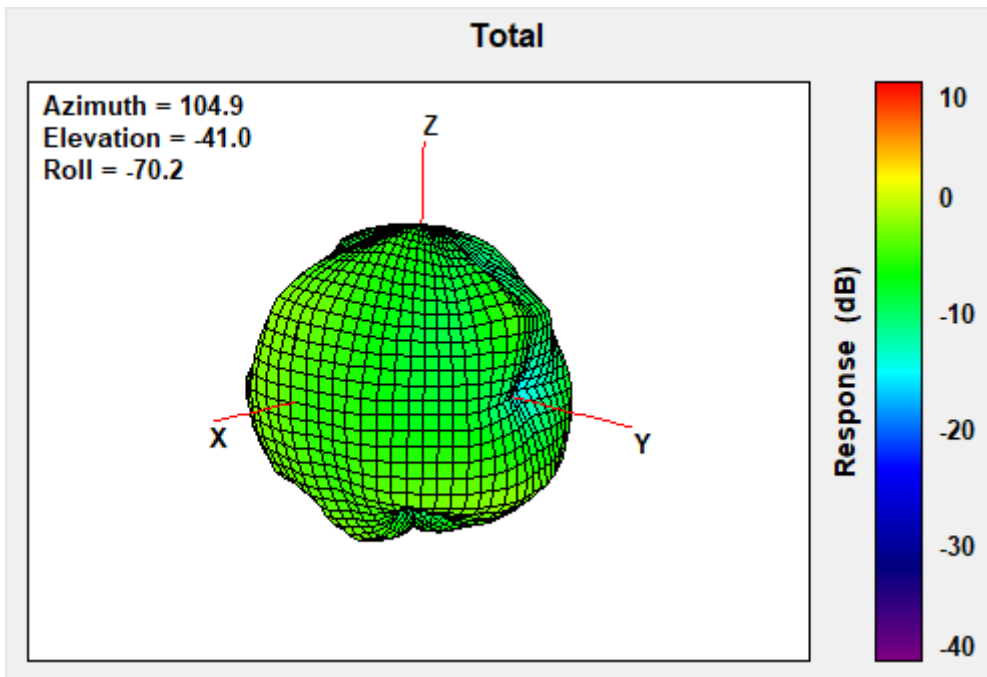 Total
Azimuth = 104.9
Elevation = -41.0
Roll = -70.2
Z
X
Y
10
0
-10
-20
-30
-40
Response (dB)